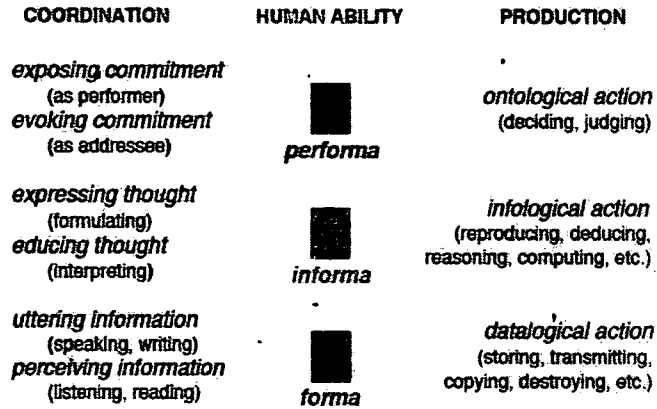 COORDINATION HUMAN ABILITY PRODUCTION
exposing commitment
(as performer)
evoking commitment
(as addressee)
performa
ontological action
(deciding, judging)
expressing thought
(formulating)
educing thought
(interpreting)
informa
infological action
(reproducing, deducing,
reasoning, computing, etc.)
uttering information
(speaking, writing)
perceiving information
(listening, reading)
forma
datalogical action
(storing, transmitting,
copying, destroying, etc.)